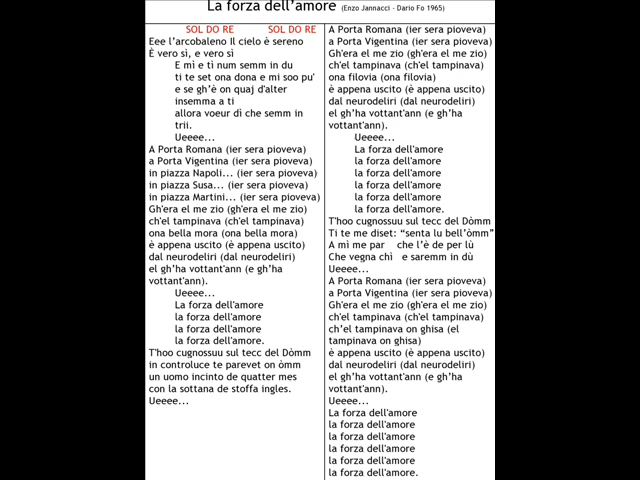 La forza dell’amore (Enzo Jannacci - Dario Fo 1965)
SOL DO RE SOL DO RE
Eee l’arcobaleno Il cielo è sereno
È vero sì, e vero sì
E mì e tì num semm in du
ti te set ona dona e mi soo pu'
e se gh’è on quaj d'alter
insemma a ti
allora voeur dì che semm in
trii.
Ueeee...
A Porta Romana (ier sera pioveva)
a Porta Vigentina (ier sera pioveva)
in piazza Napoli... (ier sera pioveva)
in piazza Susa... (ier sera pioveva)
in piazza Martini... (ier sera pioveva)
Gh'era el me zio (gh'era el me zio)
ch'el tampinava (ch'el tampinava)
ona bella mora (ona bella mora)
è appena uscito (è appena uscito)
dal neurodeliri (dal neurodeliri)
el gh’ha vottant'ann (e gh’ha
vottant'ann).
Ueeee...
La forza dell'amore
la forza dell'amore
la forza dell'amore
la forza dell'amore.
T'hoo cugnossuu sul tecc del Dòmm
in controluce te parevet on òmm
un uomo incinto de quatter mes
con la sottana de stoffa ingles.
Ueeee...
A Porta Romana (ier sera pioveva)
a Porta Vigentina (ier sera pioveva)
Gh'era el me zio (gh'era el me zio)
ch'el tampinava (ch'el tampinava)
ona filovia (ona filovia)
è appena uscito (è appena uscito)
dal neurodeliri (dal neurodeliri)
el gh’ha vottant'ann (e gh’ha
vottant'ann).
Ueeee...
La forza dell'amore
la forza dell'amore
la forza dell'amore
la forza dell'amore
la forza dell'amore
la forza dell'amore.
T'hoo cugnossuu sul tecc del Dòmm
Ti te me diset: “senta lu bell’òmm”
A mì me par che l’è de per lù
Che vegna chì e saremm in dù
Ueeee...
A Porta Romana (ier sera pioveva)
a Porta Vigentina (ier sera pioveva)
Gh'era el me zio (gh'era el me zio)
ch'el tampinava (ch'el tampinava)
ch’el tampinava on ghisa (el
tampinava on ghisa)
è appena uscito (è appena uscito)
dal neurodeliri (dal neurodeliri)
el gh’ha vottant'ann (e gh’ha
vottant'ann).
Ueeee...
La forza dell'amore
la forza dell'amore
la forza dell'amore
la forza dell'amore
la forza dell'amore
la forza dell'amore.